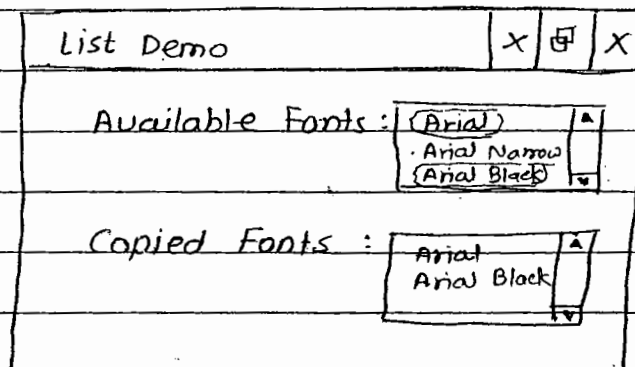 List Demo X X
Available Fonts : Arial
Arial Narrow
Arial Black
Copied Fonts : Arial
Arial Black